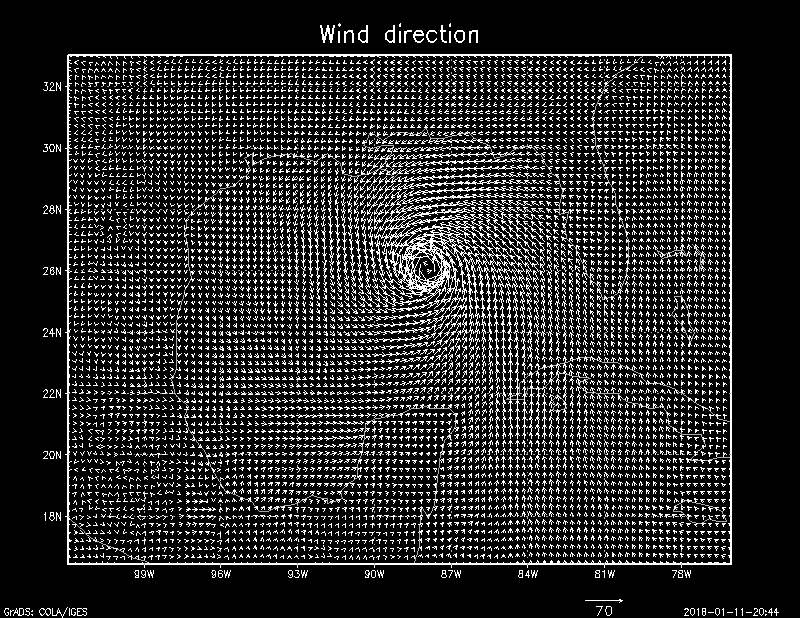 Wind direction
32N
30N
28N
26N
24N
22N
20N
18N
99W 96W 93W 90W 87W 84W 81W 78W
70
GrADS: COLA/IGES 2018-01-11-20:44